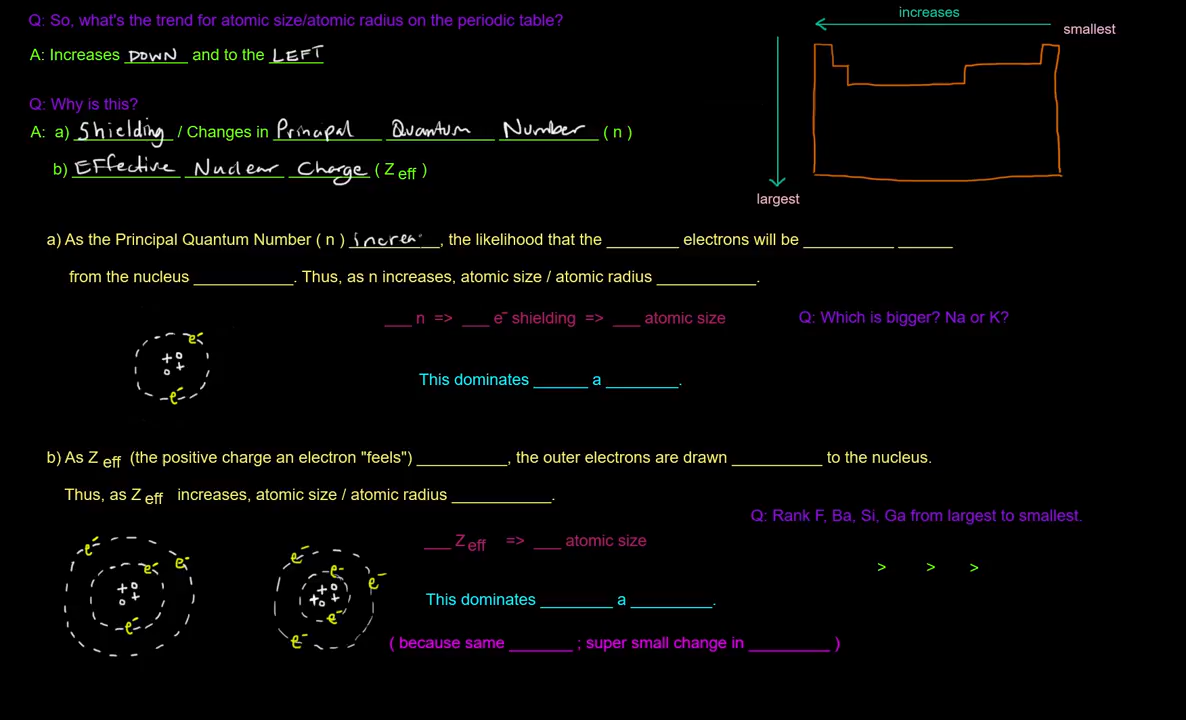 Q: So, what's the trend for atomic size/atomic radius on the periodic table?
A: Increases DOWN and to the LEFT
increases
smallest
largest
Q: Why is this?
A: a) Shielding / Changes in Principal Quantum Number ( n )
b) Effective Nuclear Charge ( Z eff )
a) As the Principal Quantum Number ( n ) increa____, the likelihood that the ________ electrons will be __________ ______
from the nucleus ___________. Thus, as n increases, atomic size / atomic radius ___________.
___ n => ___ e⁻ shielding => ___ atomic size
Q: Which is bigger? Na or K?
This dominates ______ a ________.
e⁻
+ o
o +
e⁻
b) As Z eff (the positive charge an electron "feels") __________, the outer electrons are drawn __________ to the nucleus.
Thus, as Z eff increases, atomic size / atomic radius ___________.
Q: Rank F, Ba, Si, Ga from largest to smallest.
> > >
___ Z eff => ___ atomic size
This dominates ________ a _________.
( because same _______ ; super small change in _________ )
e⁻ e⁻ e⁻
+ o
o +
e⁻
e⁻ e⁻ e⁻
+ o
+ o +
e⁻
e⁻